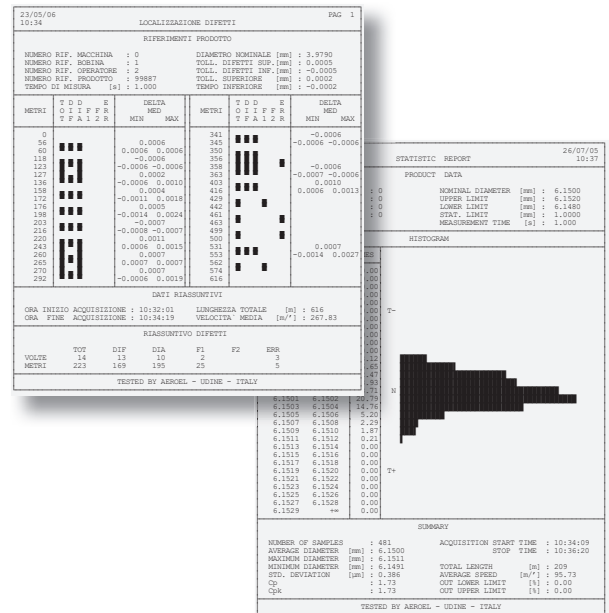 23/05/06 PAG 1
10:34 LOCALIZZAZIONE DIFETTI
RIFERIMENTI PRODOTTO
NUMERO RIF. MACCHINA : 0 DIAMETRO NOMINALE [mm] : 3.9790
NUMERO RIF. BOBINA : 1 TOLL. DIFETTI SUP.[mm] : 0.0005
NUMERO RIF. OPERATORE : 2 TOLL. DIFETTI INF.[mm] : -0.0005
NUMERO RIF. PRODOTTO : 99887 TOLL. SUPERIORE [mm] : 0.0002
TEMPO DI MISURA [s] : 1.000 TEMPO INFERIORE [mm] : -0.0002
T D D E DELTA T D D E DELTA
METRI O I I F F R MED METRI O I I F F R MED
T F A 1 2 R MIN MAX T F A 1 2 R MIN MAX
0 341 -0.0006
56 0.0006 345 -0.0006 -0.0006
60 0.0006 0.0006 350
118 -0.0006 356
123 -0.0006 -0.0006 358 -0.0006
127 0.0002 363 -0.0007 -0.0006
136 -0.0006 0.0010 403 0.0010
158 0.0004 416 0.0006 0.0013
172 -0.0011 0.0018 429
176 0.0005 442
198 -0.0014 0.0024 461
203 -0.0007 463
216 -0.0008 -0.0007 499
220 0.0011 500
243 0.0006 0.0015 531 0.0007
260 0.0007 553 -0.0014 0.0027
265 0.0007 0.0007 562
270 0.0007 574
292 -0.0006 0.0019 616
DATI RIASSUNTIVI
ORA INIZIO ACQUISIZIONE : 10:32:01 LUNGHEZZA TOTALE [m] : 616
ORA FINE ACQUISIZIONE : 10:34:19 VELOCITA` MEDIA [m/'] : 267.83
RIASSUNTIVO DIFETTI
TOT DIF DIA F1 F2 ERR
VOLTE 14 13 10 2 3
METRI 223 169 195 25 5
TESTED BY AEROEL - UDINE - ITALY
26/07/05
STATISTIC REPORT 10:37
PRODUCT DATA
: 0 NOMINAL DIAMETER [mm] : 6.1500
: 0 UPPER LIMIT [mm] : 6.1520
: 0 LOWER LIMIT [mm] : 6.1480
STAT. LIMIT [mm] : 1.0000
MEASUREMENT TIME [s] : 1.000
HISTOGRAM
ES
.00
.00
.00
.00
.00
T-
.12
.65
.47
.93
.71 N
6.1501 6.1502 20.79
6.1503 6.1504 14.76
6.1505 6.1506 5.20
6.1507 6.1508 2.29
6.1509 6.1510 1.87
6.1511 6.1512 0.21
6.1513 6.1514 0.00
6.1515 6.1516 0.00
6.1517 6.1518 0.00
6.1519 6.1520 0.00 T+
6.1521 6.1522 0.00
6.1523 6.1524 0.00
6.1525 6.1526 0.00
6.1527 6.1528 0.00
6.1529 +∞ 0.00
SUMMARY
NUMBER OF SAMPLES : 481 ACQUISITION START TIME : 10:34:09
AVERAGE DIAMETER [mm] : 6.1500 STOP TIME : 10:36:20
MAXIMUM DIAMETER [mm] : 6.1511
MINIMUM DIAMETER [mm] : 6.1491 TOTAL LENGTH [m] : 209
STD. DEVIATION [µm] : 0.386 AVERAGE SPEED [m/'] : 95.73
Cp : 1.73 OUT LOWER LIMIT [%] : 0.00
Cpk : 1.73 OUT UPPER LIMIT [%] : 0.00
TESTED BY AEROEL - UDINE - ITALY